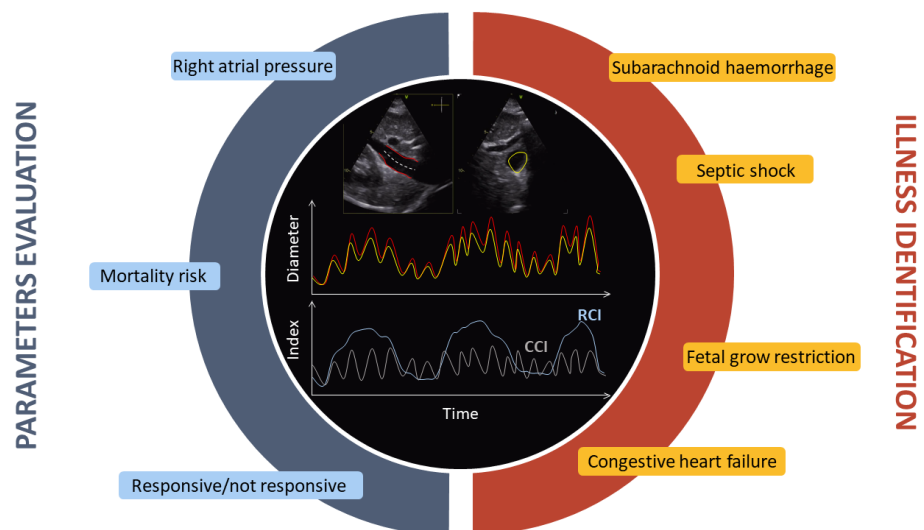 PARAMETERS EVALUATION
Right atrial pressure
Mortality risk
Responsive/not responsive
Diameter
Index
RCI
CCI
Time
Subarachnoid haemorrhage
Septic shock
Fetal grow restriction
Congestive heart failure
ILLNESS IDENTIFICATION